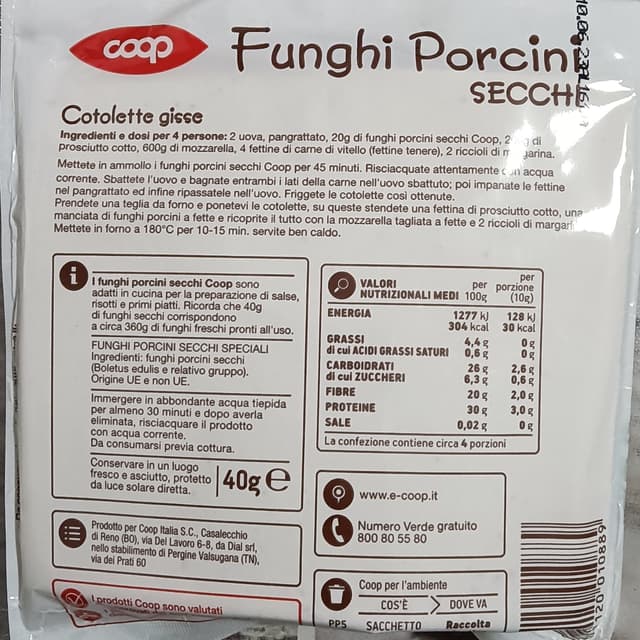 coop
Funghi Porcini
SECCHI
Cotolette gisse
Ingredienti e dosi per 4 persone: 2 uova, pangrattato, 20g di funghi porcini secchi Coop, di
prosciutto cotto, 600g di mozzarella, 4 fettine di carne di vitello (fettine tenere), 2 riccioli di margarina.
Mettete in ammollo i funghi porcini secchi Coop per 45 minuti. Risciacquate attentamente con acqua
corrente. Sbattete l'uovo e bagnate entrambi i lati della carne nell'uovo sbattuto; poi impanate le fettine
nel pangrattato ed infine ripassatele nell'uovo. Friggete le cotolette così ottenute.
Prendete una teglia da forno e ponetevi le cotolette, su queste stendete una fettina di prosciutto cotto, una
manciata di funghi porcini a fette e ricoprite il tutto con la mozzarella tagliata a fette e 2 riccioli di
Mettete in forno a 180°C per 10-15 min. servite ben caldo.
i
I funghi porcini secchi Coop sono
adatti in cucina per la preparazione di salse,
risotti e primi piatti. Ricorda che 40g
di funghi secchi corrispondono
a circa 360g di funghi freschi pronti all'uso.
FUNGHI PORCINI SECCHI SPECIALI
Ingredienti: funghi porcini secchi
(Boletus edulis e relativo gruppo).
Origine UE e non UE.
Immergere in abbondante acqua tiepida
per almeno 30 minuti e dopo averla
eliminata, risciacquare il prodotto
con acqua corrente.
Da consumarsi previa cottura.
Conservare in un luogo
fresco e asciutto, protetto
da luce solare diretta.
40g e
VALORI NUTRIZIONALI MEDI per 100g per porzione (10g)
ENERGIA 1277 kJ 128 kJ
304 kcal 30 kcal
GRASSI 4,4 g 0 g
di cui ACIDI GRASSI SATURI 0,6 g 0 g
CARBOIDRATI 26 g 2,6 g
di cui ZUCCHERI 6,3 g 0,6 g
FIBRE 20 g 2,0 g
PROTEINE 30 g 3,0 g
SALE 0,02 g 0 g
La confezione contiene circa 4 porzioni
Prodotto per Coop Italia S.C., Casalecchio
di Reno (BO), via Del Lavoro 6-8, da Dial srl,
nello stabilimento di Pergine Valsugana (TN),
via dei Prati 60
www.e-coop.it
Numero Verde gratuito
800 80 55 80
I prodotti Coop sono valutati
Coop per l'ambiente
COS'È DOVE VA
PP5 SACCHETTO Raccolta